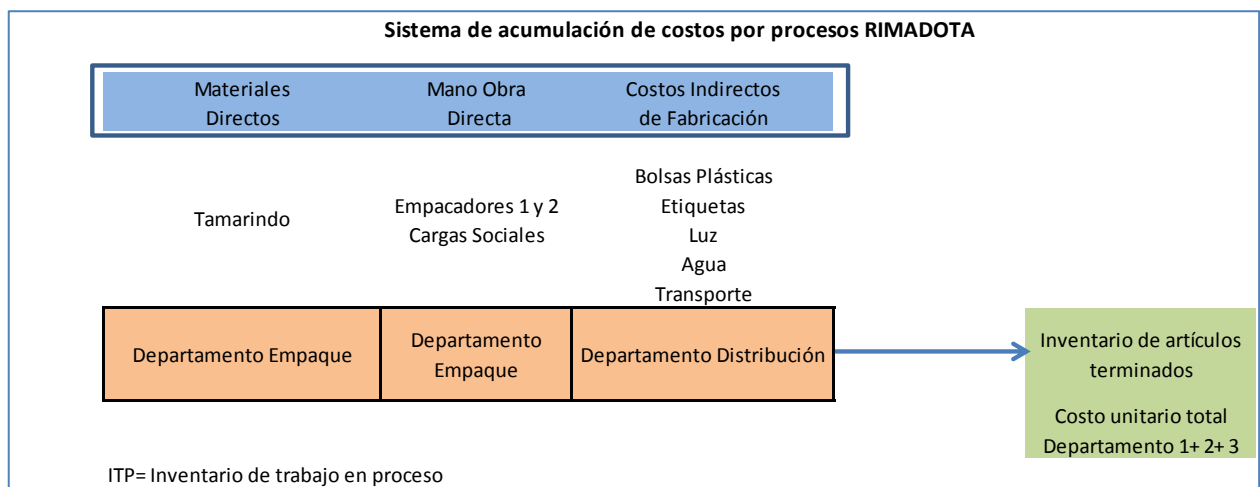 Sistema de acumulación de costos por procesos RIMADOTA
Materiales
Directos
Mano Obra
Directa
Costos Indirectos
de Fabricación
Tamarindo
Empacadores 1 y 2
Cargas Sociales
Bolsas Plásticas
Etiquetas
Luz
Agua
Transporte
Departamento Empaque
Departamento
Empaque
Departamento Distribución
Inventario de artículos
terminados
Costo unitario total
Departamento 1+ 2+ 3
ITP= Inventario de trabajo en proceso